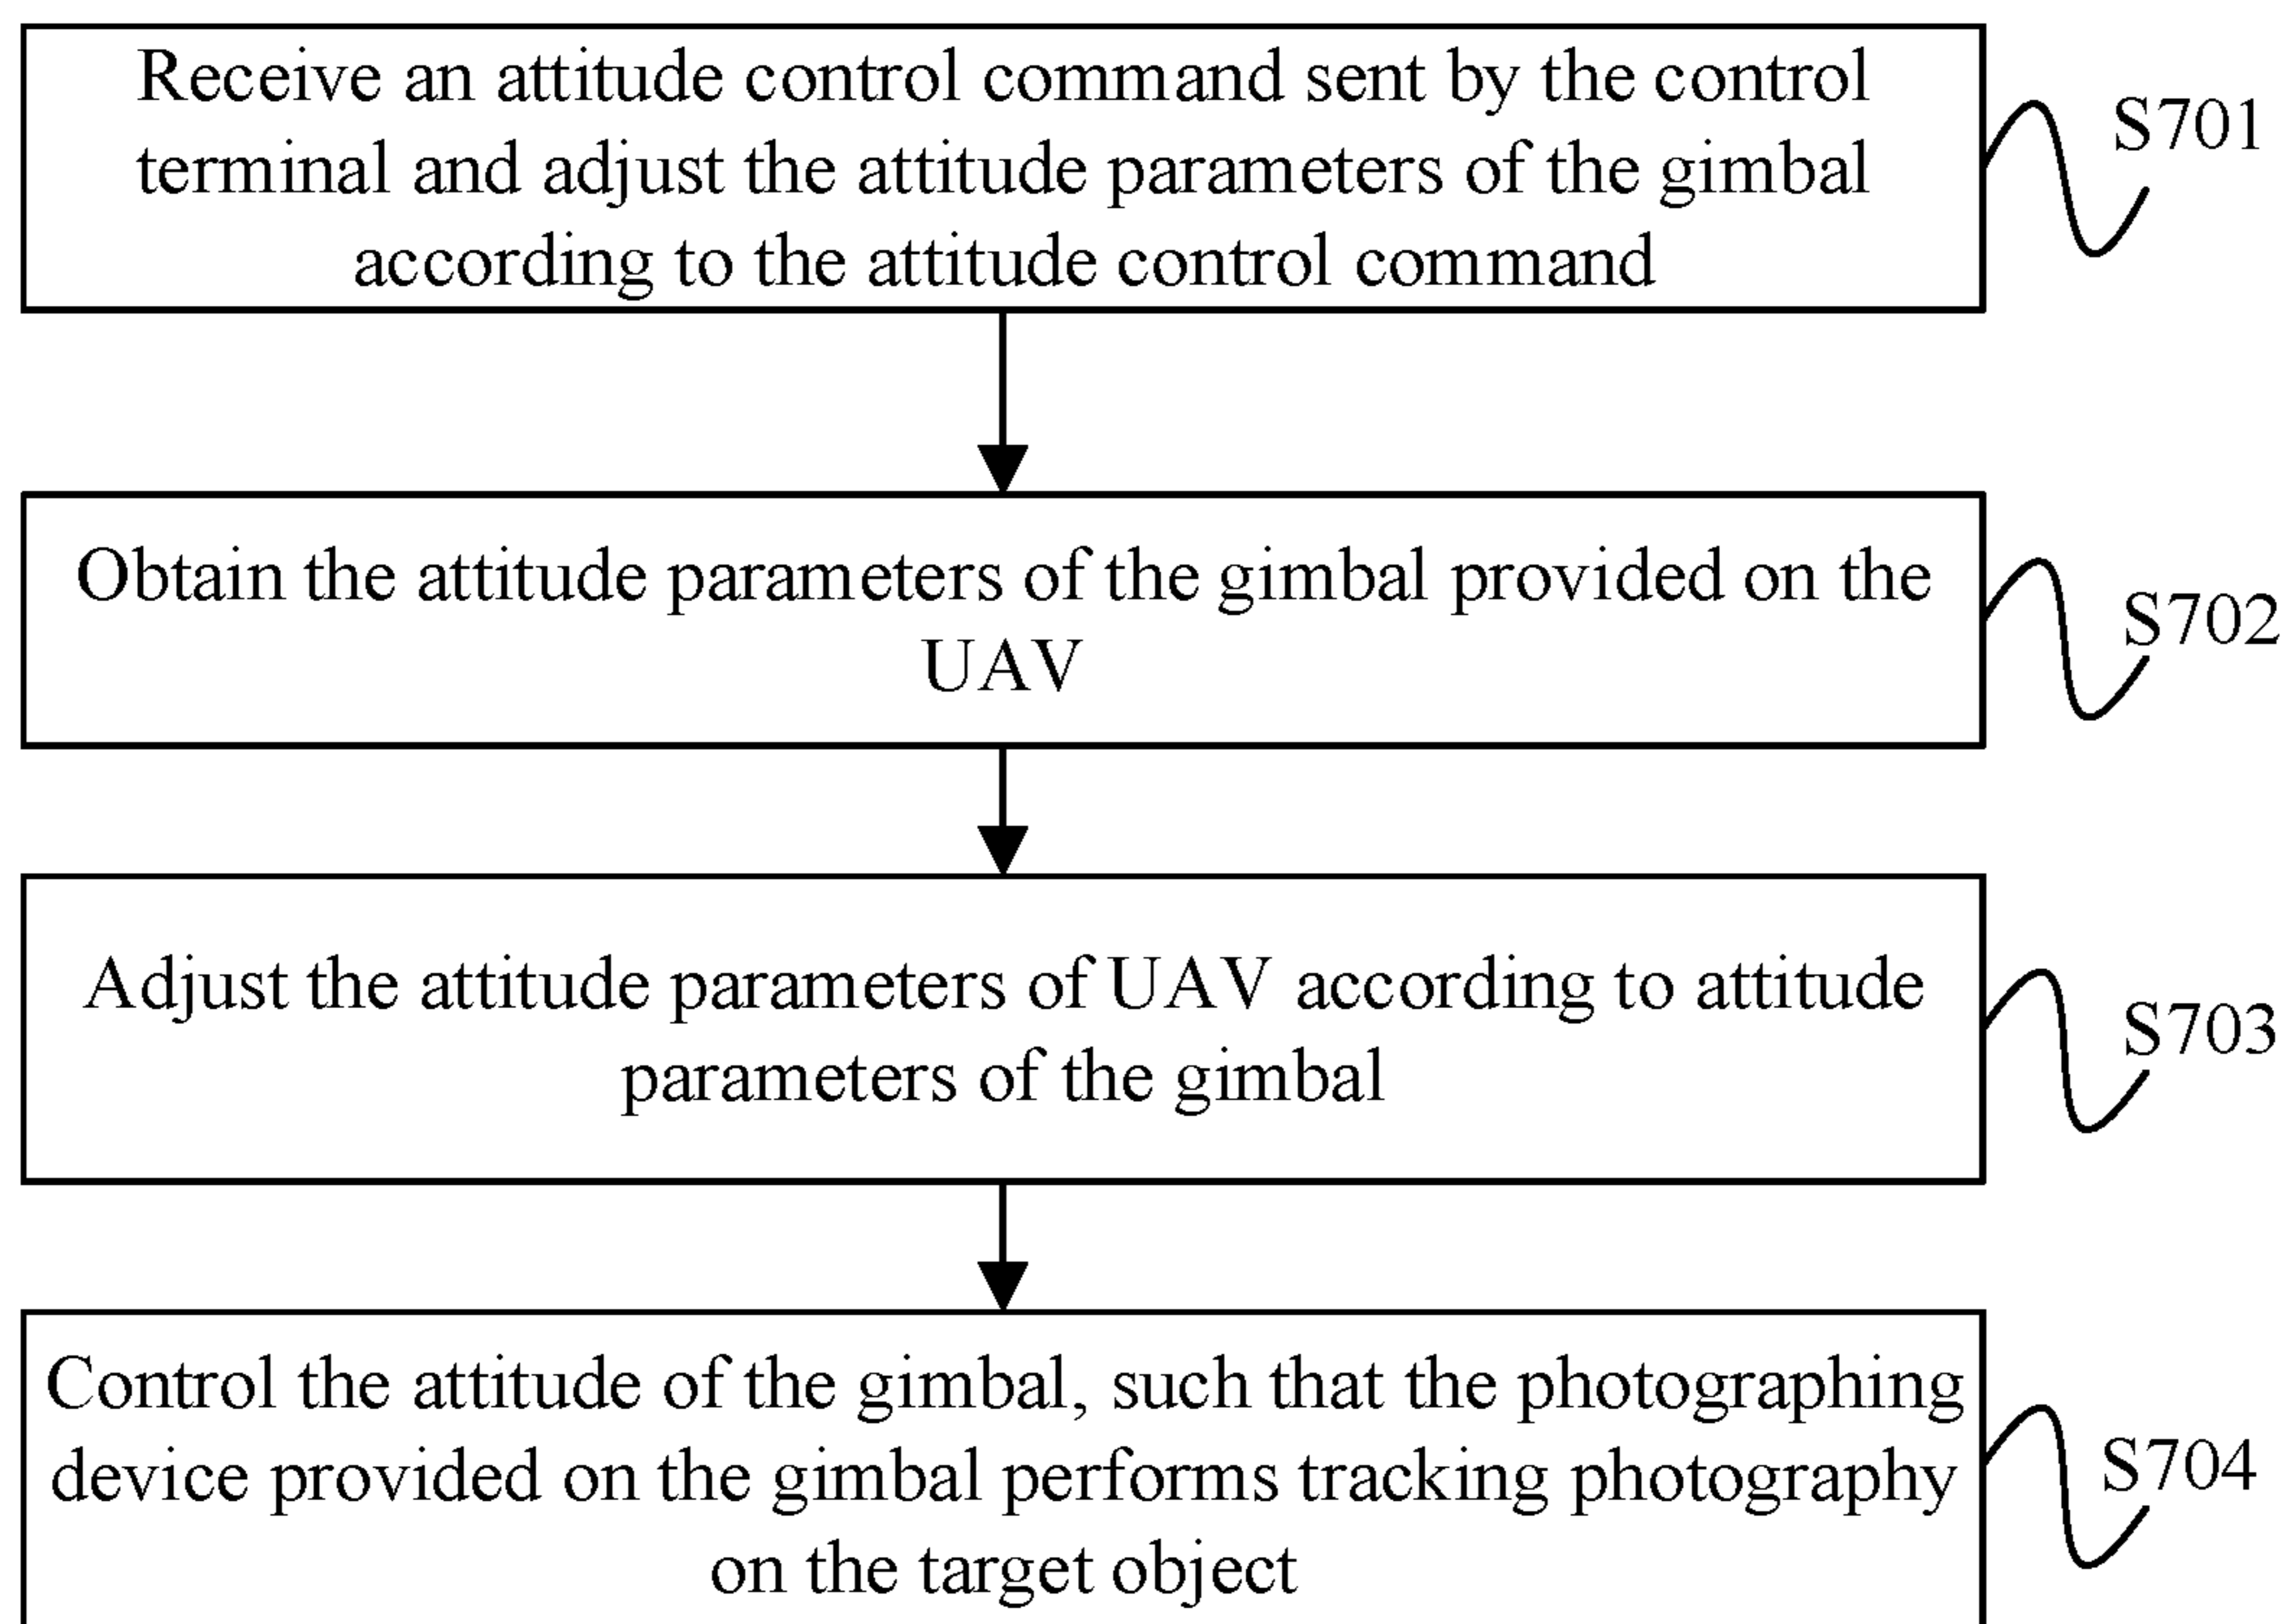 Receive an attitude control command sent by the control
terminal and adjust the attitude parameters of the gimbal
according to the attitude control command
S701
Obtain the attitude parameters of the gimbal provided on the
UAV
S702
Adjust the attitude parameters of UAV according to attitude
parameters of the gimbal
S703
Control the attitude of the gimbal, such that the photographing
device provided on the gimbal performs tracking photography
on the target object
S704